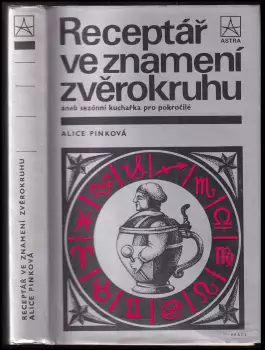 ASTRA
Receptář
ve znamení
zvěrokruhu
aneb sezónní kuchařka pro pokročilé
ALICE PINKOVÁ
RECEPTÁŘ VE ZNAMENÍ ZVĚROKRUHU
ALICE PINKOVÁ